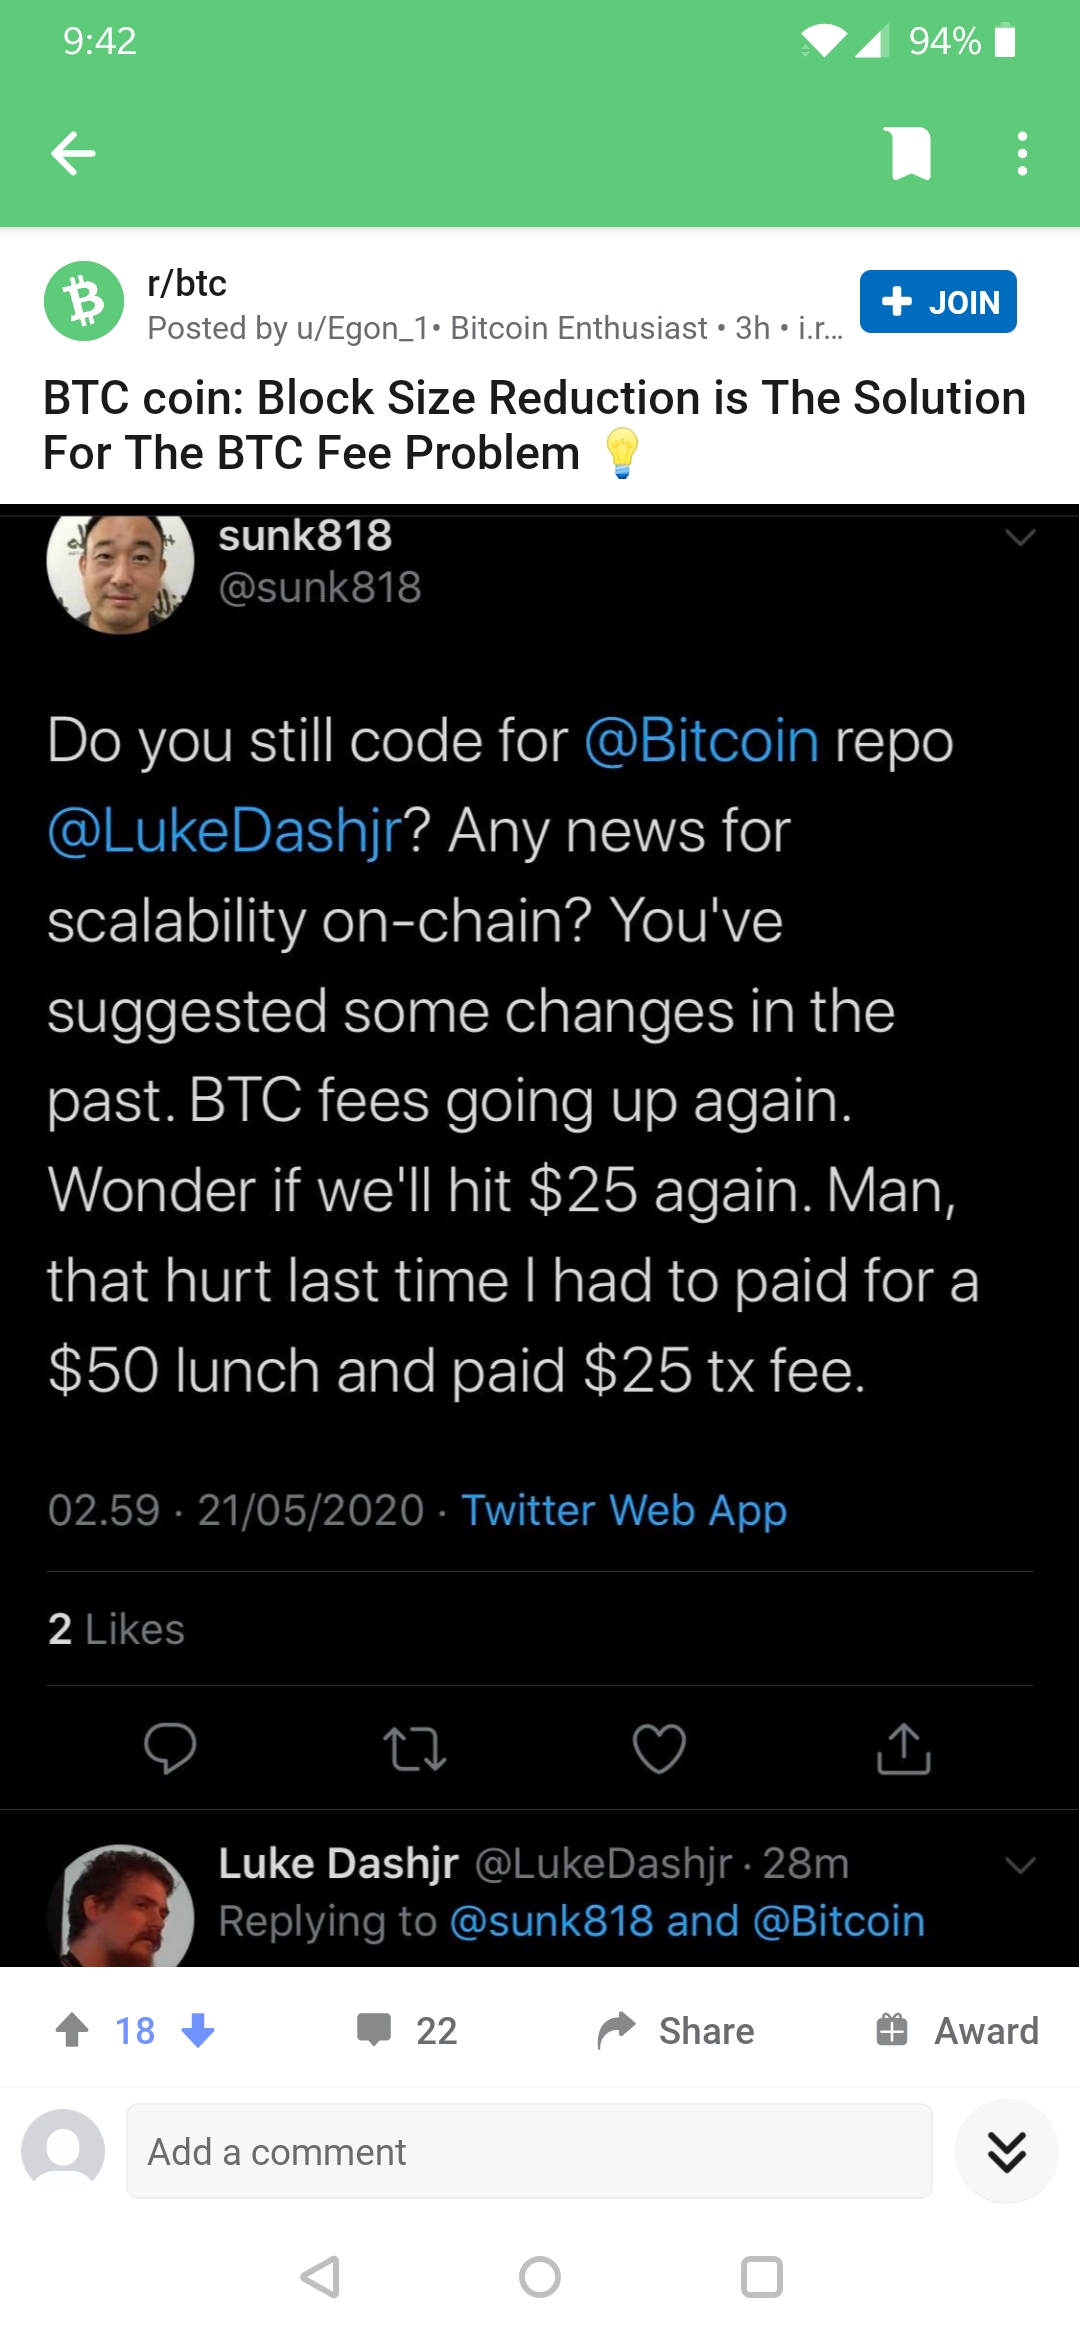 9:42
94%
r/btc
Posted by u/Egon_1• Bitcoin Enthusiast • 3h • i.r...
JOIN
BTC coin: Block Size Reduction is The Solution
For The BTC Fee Problem 💡
sunk818
@sunk818
Do you still code for @Bitcoin repo
@LukeDashjr? Any news for
scalability on-chain? You've
suggested some changes in the
past. BTC fees going up again.
Wonder if we'll hit $25 again. Man,
that hurt last time I had to paid for a
$50 lunch and paid $25 tx fee.
02.59 · 21/05/2020 · Twitter Web App
2 Likes
Luke Dashjr @LukeDashjr · 28m
Replying to @sunk818 and @Bitcoin
18
22
Share
Award
Add a comment